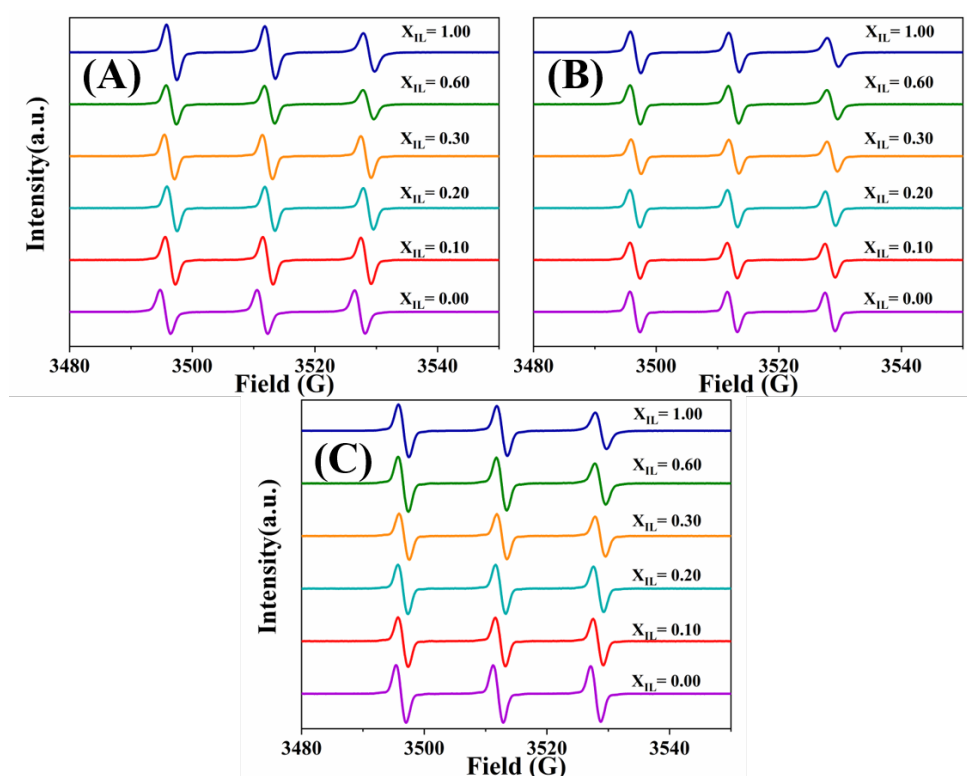 (A)
X_IL= 1.00
X_IL= 0.60
X_IL= 0.30
X_IL= 0.20
X_IL= 0.10
X_IL= 0.00
Intensity(a.u.)
3480 3500 3520 3540
Field (G)
(B)
X_IL= 1.00
X_IL= 0.60
X_IL= 0.30
X_IL= 0.20
X_IL= 0.10
X_IL= 0.00
3480 3500 3520 3540
Field (G)
(C)
X_IL= 1.00
X_IL= 0.60
X_IL= 0.30
X_IL= 0.20
X_IL= 0.10
X_IL= 0.00
Intensity(a.u.)
3480 3500 3520 3540
Field (G)